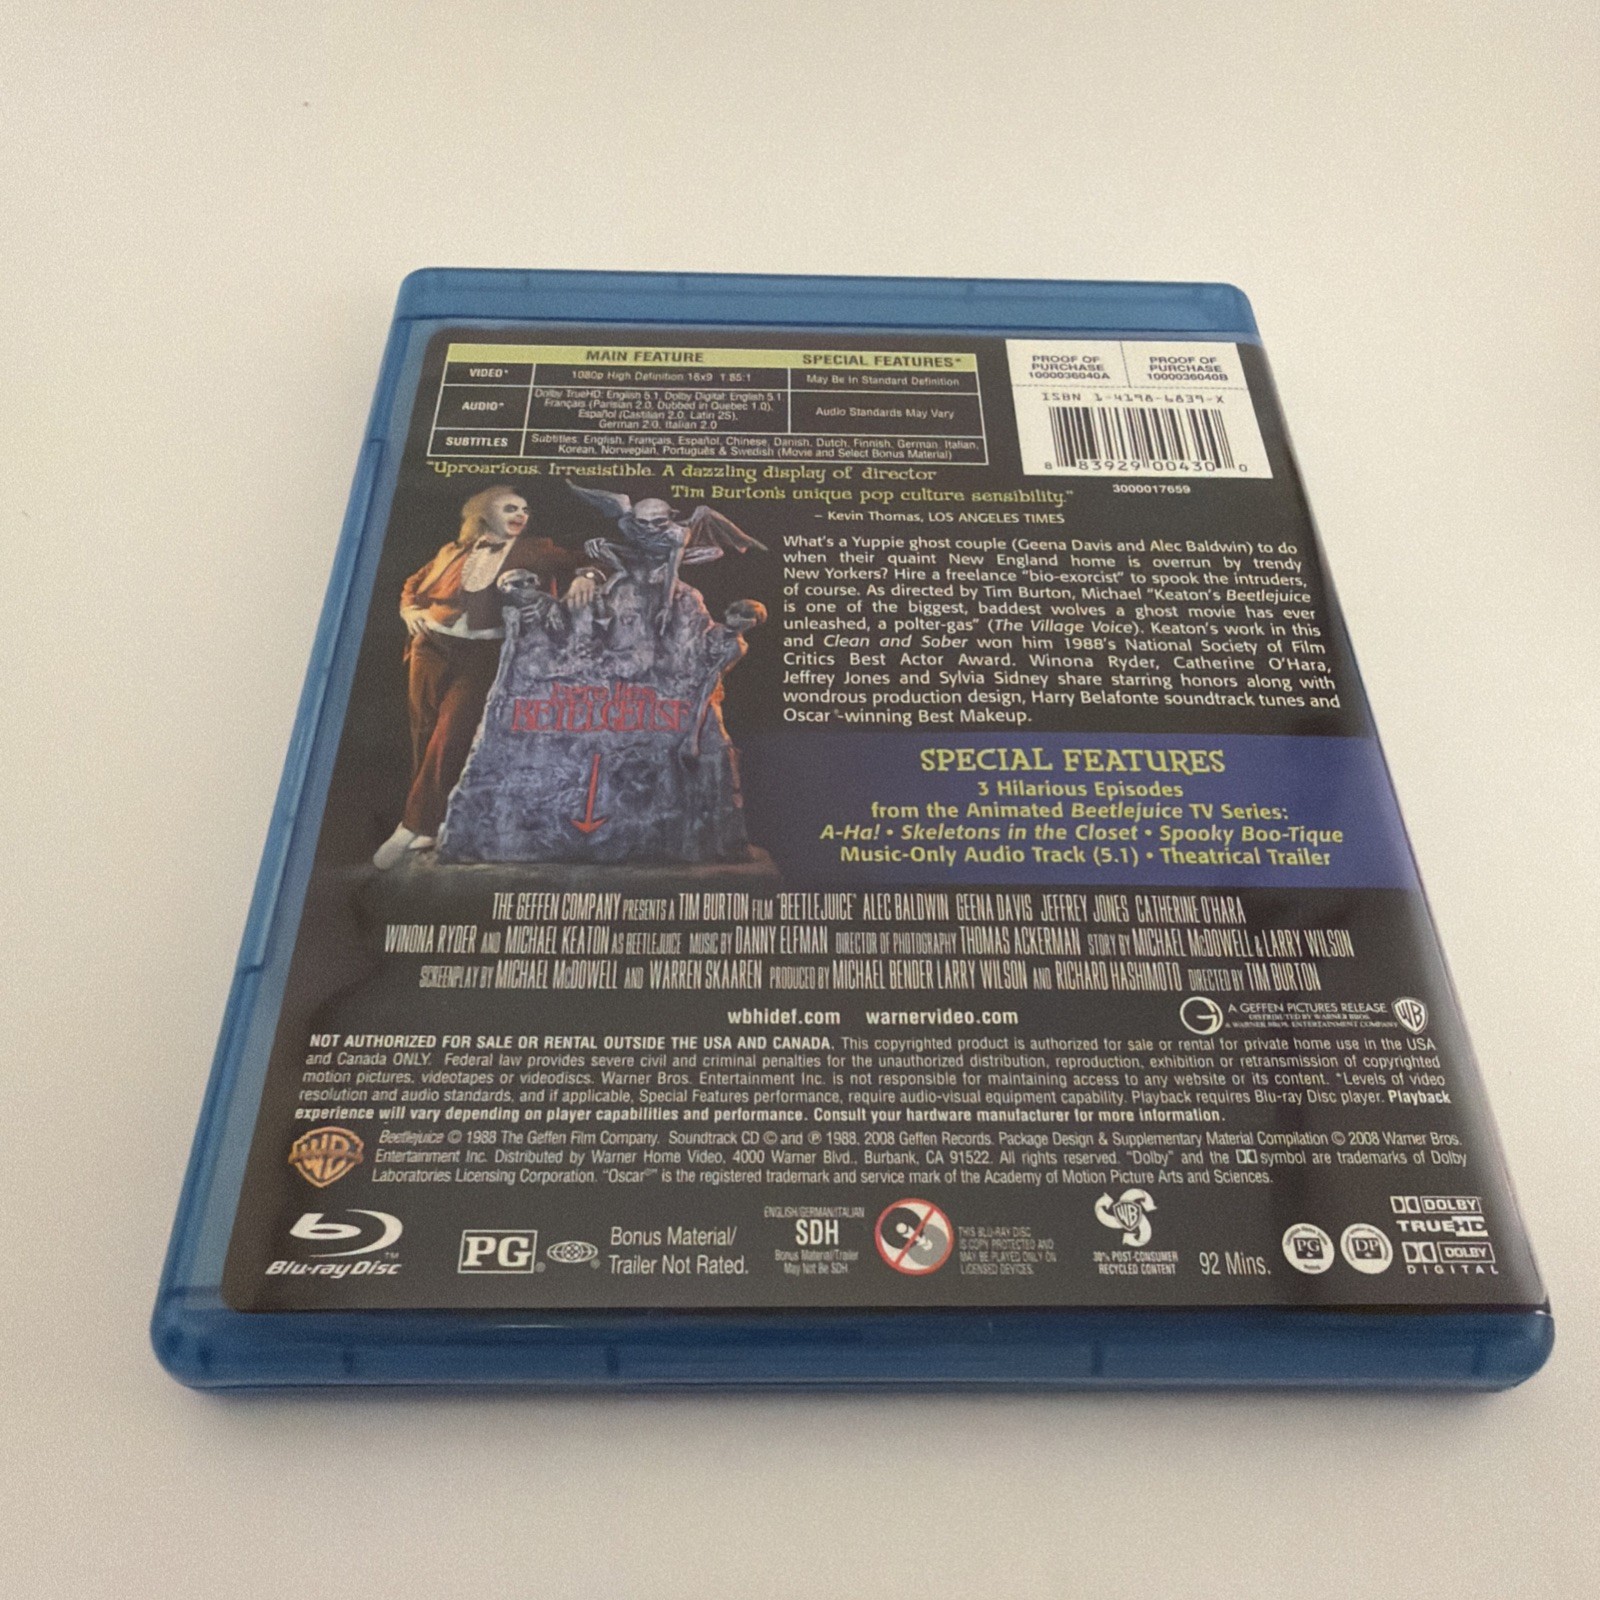 MAIN FEATURE SPECIAL FEATURES*
VIDEO* 1080p High Definition 16x9 1.85:1 May Be In Standard Definition
AUDIO* Dolby TrueHD: English 5.1, Dolby Digital: English 5.1
Français (Parisian 2.0, Dubbed in Quebec 1.0),
Español (Castilian 2.0, Latin 2S),
German 2.0, Italian 2.0
Audio Standards May Vary
SUBTITLES Subtitles: English, Français, Español, Chinese, Danish, Dutch, Finnish, German, Italian,
Korean, Norwegian, Português & Swedish (Movie and Select Bonus Material)
PROOF OF
PURCHASE
1000036040A
PROOF OF
PURCHASE
1000036040B
ISBN 1-4198-6839-X
8 83929 00430 0
3000017659
"Uproarious. Irresistible. A dazzling display of director
Tim Burton's unique pop culture sensibility."
– Kevin Thomas, LOS ANGELES TIMES
What's a Yuppie ghost couple (Geena Davis and Alec Baldwin) to do
when their quaint New England home is overrun by trendy
New Yorkers? Hire a freelance "bio-exorcist" to spook the intruders,
of course. As directed by Tim Burton, Michael "Keaton's Beetlejuice
is one of the biggest, baddest wolves a ghost movie has ever
unleashed, a polter-gas" (The Village Voice). Keaton's work in this
and Clean and Sober won him 1988's National Society of Film
Critics Best Actor Award. Winona Ryder, Catherine O'Hara,
Jeffrey Jones and Sylvia Sidney share starring honors along with
wondrous production design, Harry Belafonte soundtrack tunes and
Oscar®-winning Best Makeup.
here lies
BETELGEUSE
SPECIAL FEATURES
3 Hilarious Episodes
from the Animated Beetlejuice TV Series:
A-Ha! • Skeletons in the Closet • Spooky Boo-Tique
Music-Only Audio Track (5.1) • Theatrical Trailer
THE GEFFEN COMPANY PRESENTS A TIM BURTON FILM "BEETLEJUICE" ALEC BALDWIN GEENA DAVIS JEFFREY JONES CATHERINE O'HARA
WINONA RYDER AND MICHAEL KEATON AS BEETLEJUICE MUSIC BY DANNY ELFMAN DIRECTOR OF PHOTOGRAPHY THOMAS ACKERMAN STORY BY MICHAEL McDOWELL & LARRY WILSON
SCREENPLAY BY MICHAEL McDOWELL AND WARREN SKAAREN PRODUCED BY MICHAEL BENDER LARRY WILSON AND RICHARD HASHIMOTO DIRECTED BY TIM BURTON
wbhidef.com warnervideo.com
A GEFFEN PICTURES RELEASE
DISTRIBUTED BY WARNER BROS.
A WARNER BROS. ENTERTAINMENT COMPANY
WB
NOT AUTHORIZED FOR SALE OR RENTAL OUTSIDE THE USA AND CANADA. This copyrighted product is authorized for sale or rental for private home use in the USA
and Canada ONLY. Federal law provides severe civil and criminal penalties for the unauthorized distribution, reproduction, exhibition or retransmission of copyrighted
motion pictures, videotapes or videodiscs. Warner Bros. Entertainment Inc. is not responsible for maintaining access to any website or its content. *Levels of video
resolution and audio standards, and if applicable, Special Features performance, require audio-visual equipment capability. Playback requires Blu-ray Disc player. Playback
experience will vary depending on player capabilities and performance. Consult your hardware manufacturer for more information.
WB
Beetlejuice © 1988 The Geffen Film Company. Soundtrack CD © and ℗ 1988, 2008 Geffen Records. Package Design & Supplementary Material Compilation © 2008 Warner Bros.
Entertainment Inc. Distributed by Warner Home Video, 4000 Warner Blvd., Burbank, CA 91522. All rights reserved. "Dolby" and the DD symbol are trademarks of Dolby
Laboratories Licensing Corporation. "Oscar®" is the registered trademark and service mark of the Academy of Motion Picture Arts and Sciences.
Blu-ray Disc ™
PG®
Bonus Material/
Trailer Not Rated.
ENGLISH/GERMAN/ITALIAN
SDH
Bonus Material/Trailer
May Not Be SDH
THIS BLU-RAY DISC
IS COPY PROTECTED AND
MAY BE PLAYED ONLY ON
LICENSED DEVICES.
WB
30% POST-CONSUMER
RECYCLED CONTENT
92 Mins.
PG
DP
DOLBY
TRUEHD
DOLBY
DIGITAL